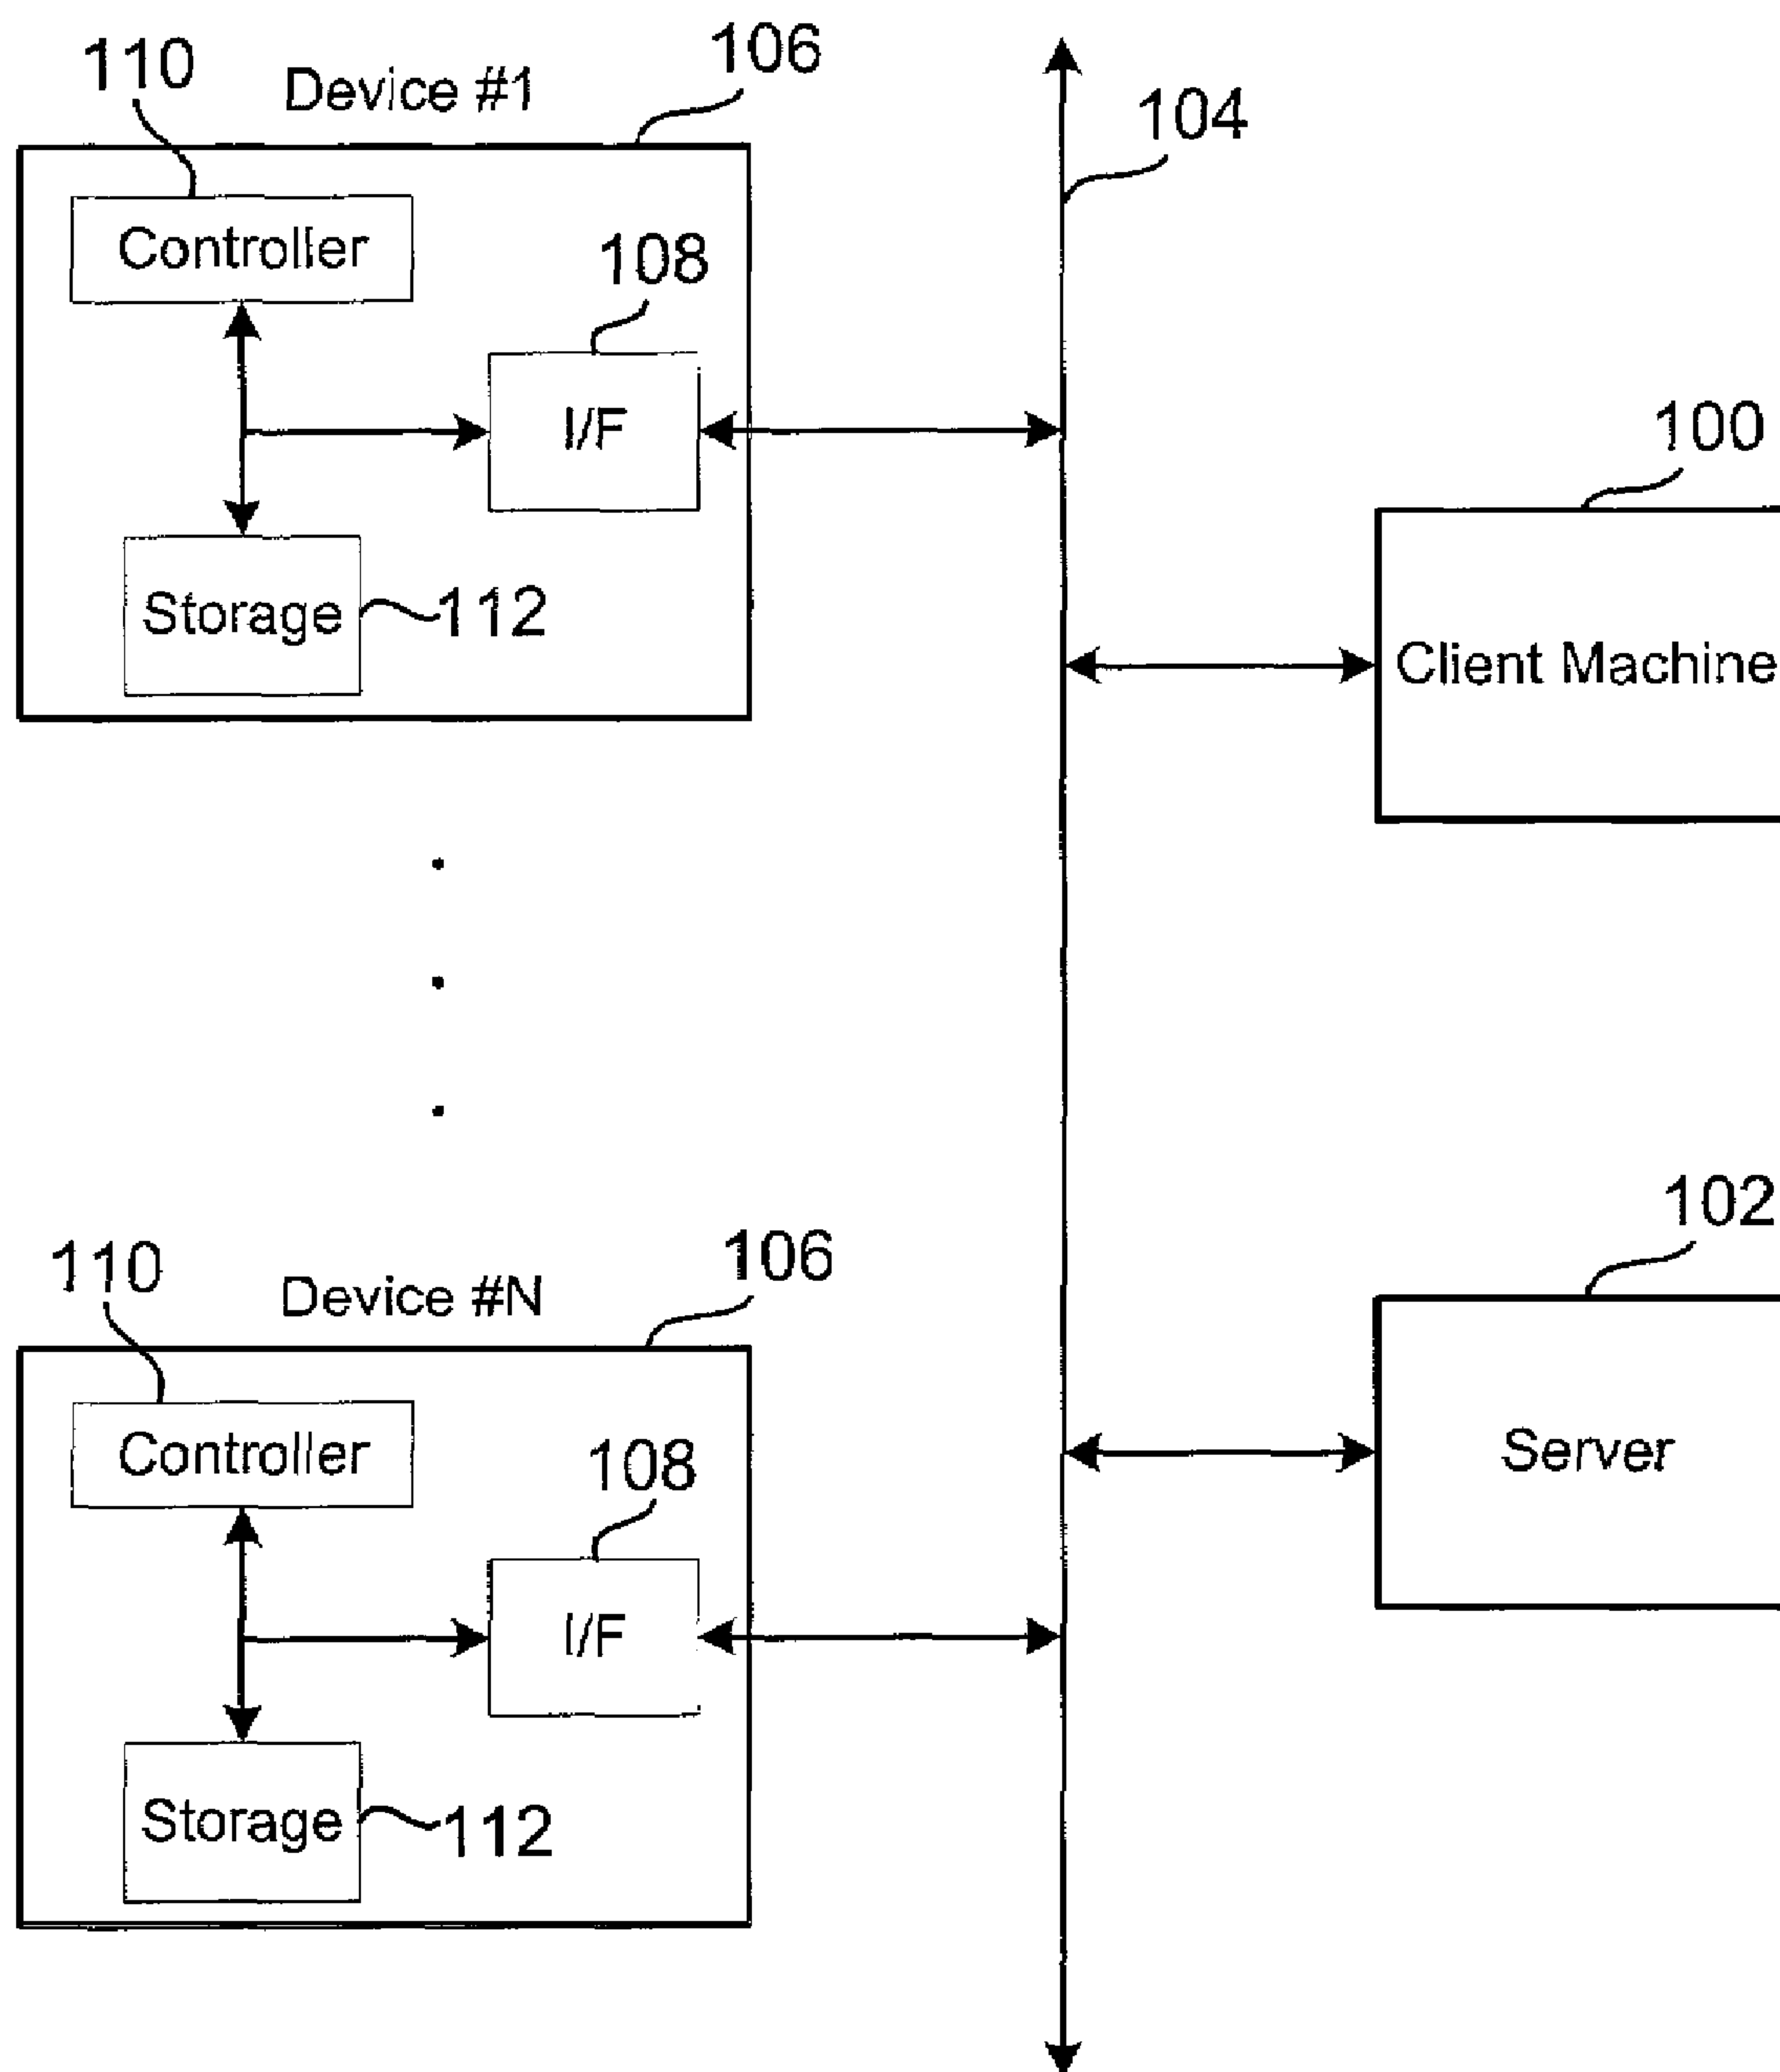 106
110
Device #1
104
Controller
108
I/F
100
Storage
112
Client Machine
102
106
110
Device #N
Controller
108
Server
I/F
Storage
112